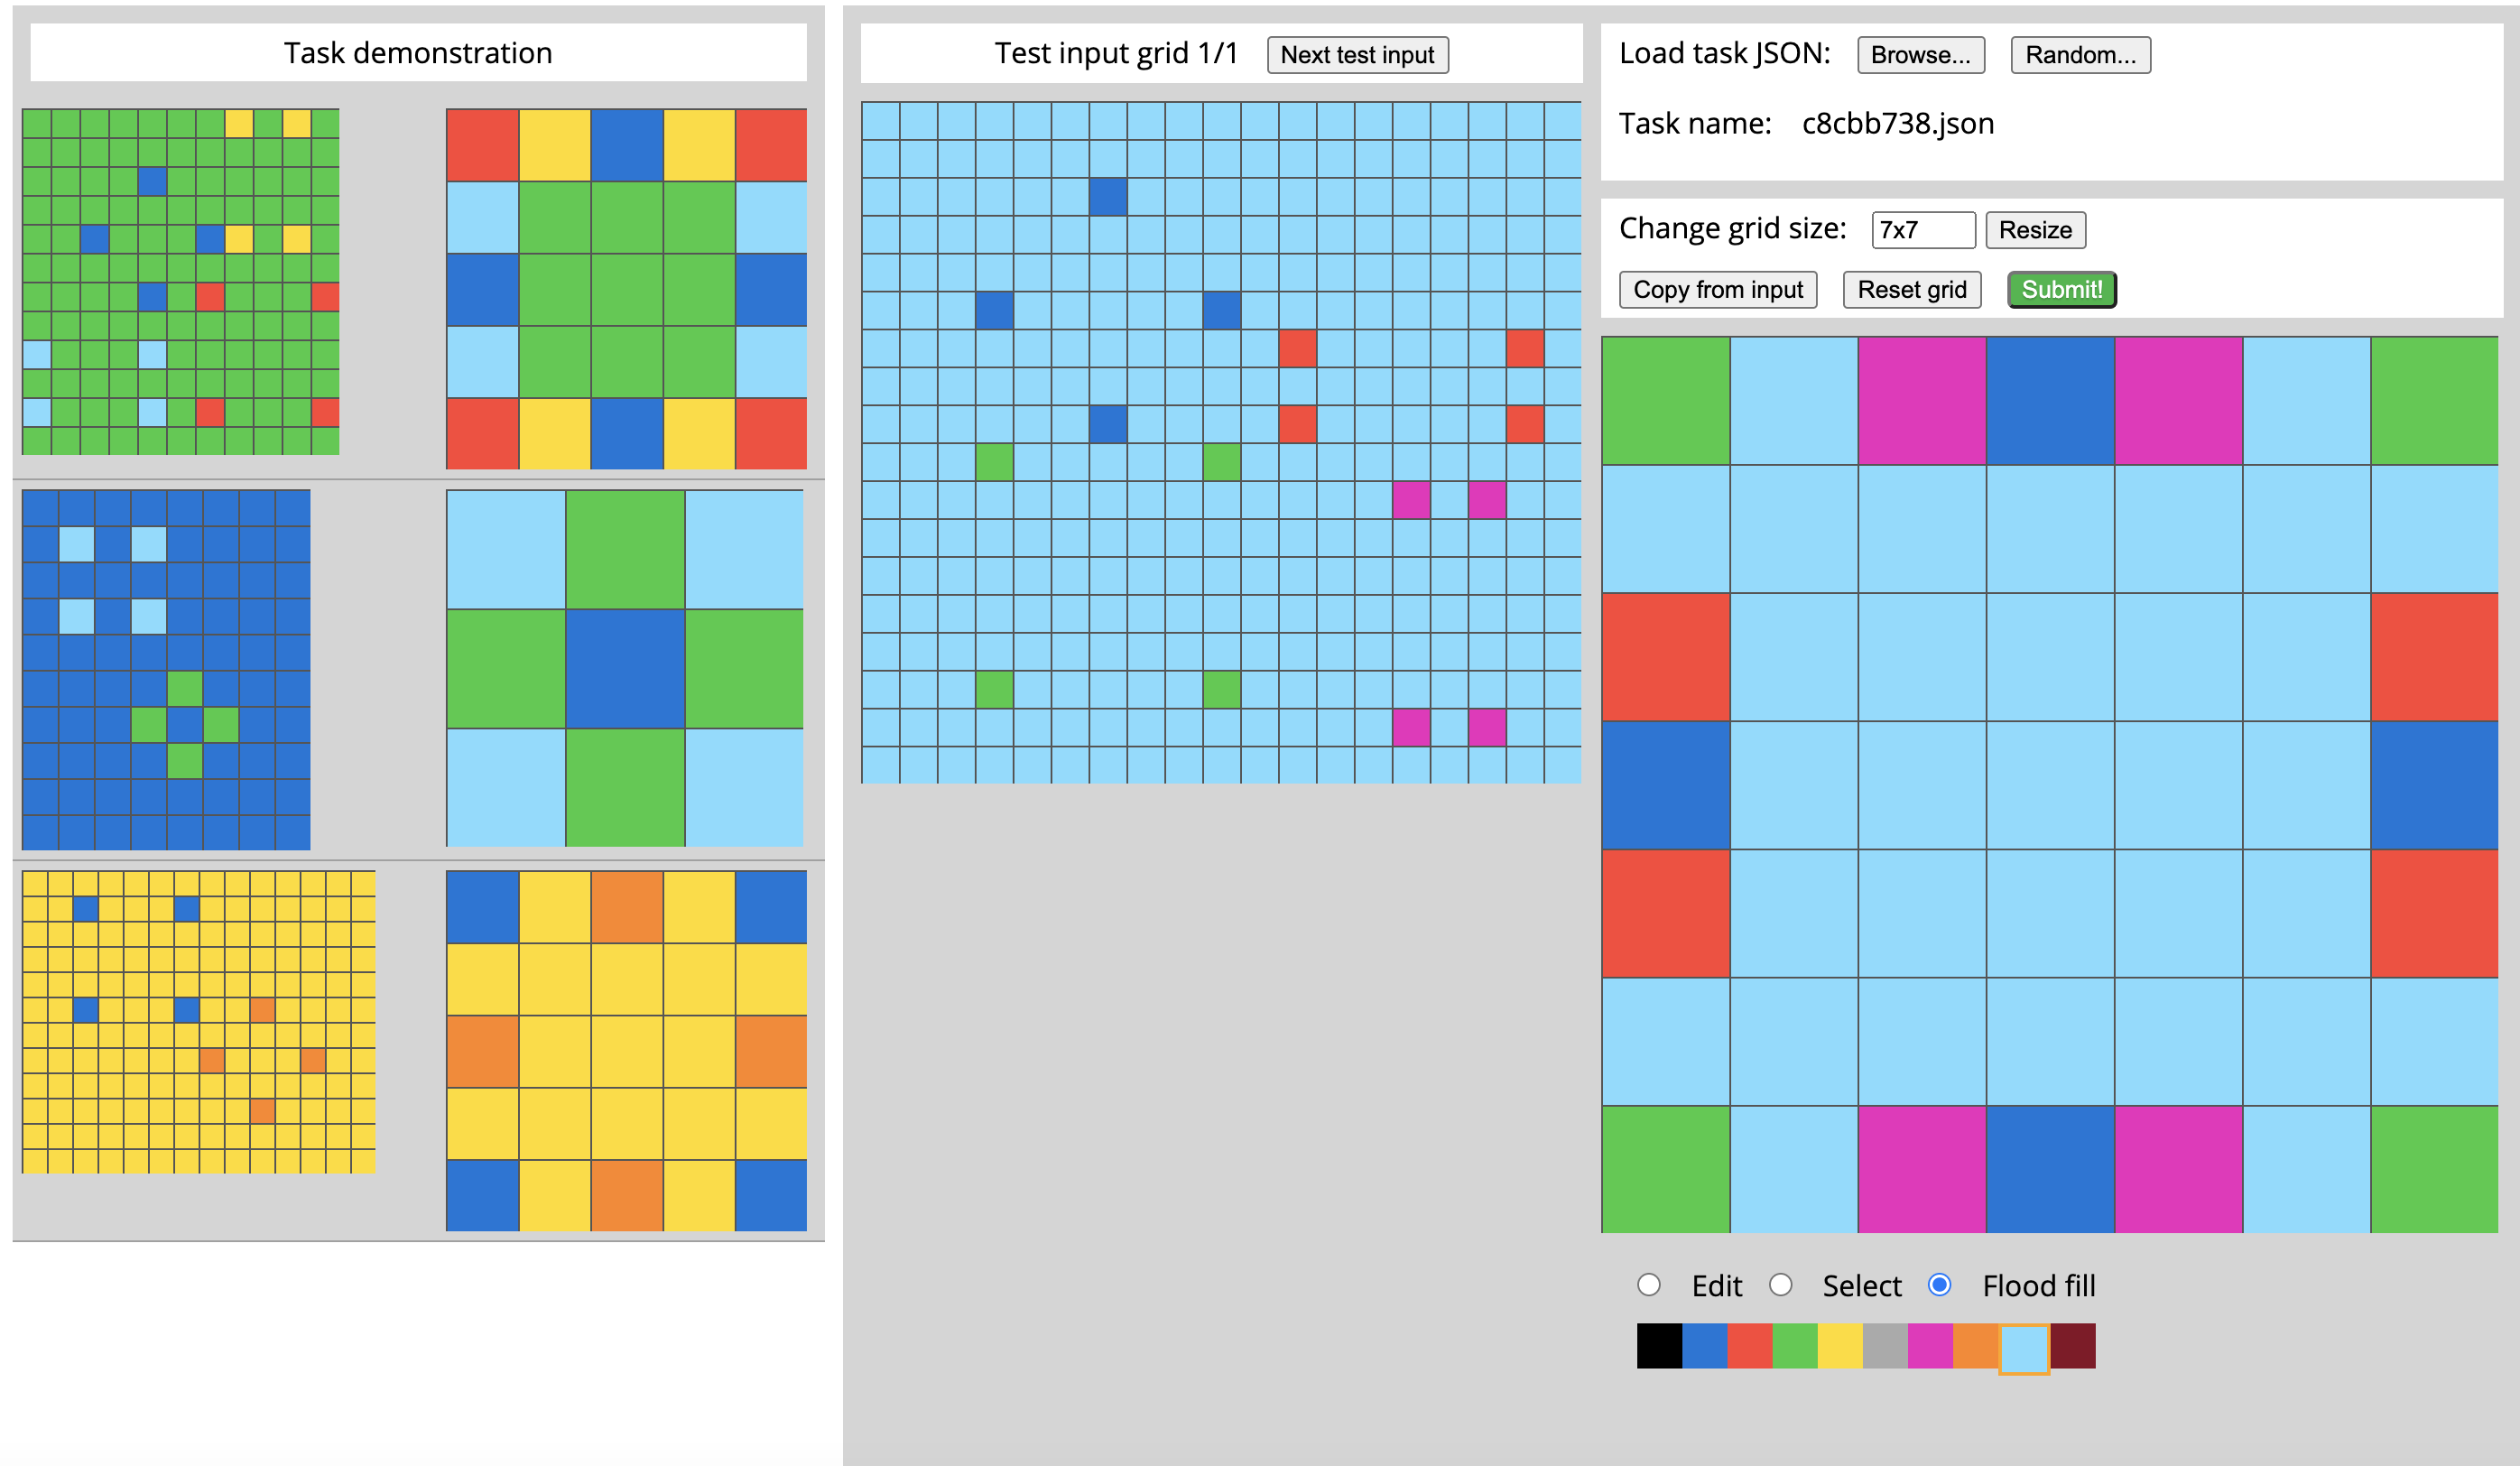 Task demonstration
Test input grid 1/1
Next test input
Load task JSON:
Browse...
Random...
Task name: c8cbb738.json
Change grid size:
7x7
Resize
Copy from input
Reset grid
Submit!
Edit
Select
Flood fill